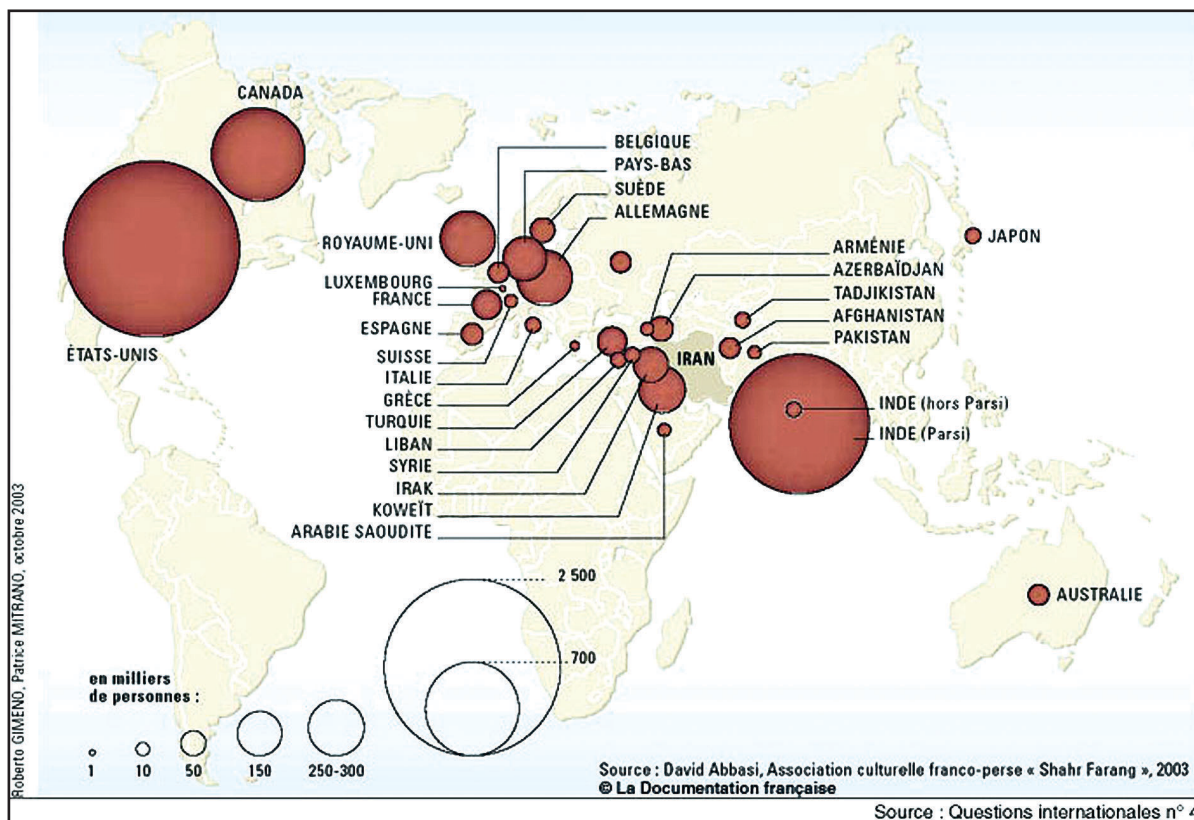 CANADA
ÉTATS-UNIS
BELGIQUE
PAYS-BAS
SUÈDE
ALLEMAGNE
ROYAUME-UNI
LUXEMBOURG
FRANCE
ESPAGNE
SUISSE
ITALIE
GRÈCE
TURQUIE
LIBAN
SYRIE
IRAK
KOWEÏT
ARABIE SAOUDITE
IRAN
ARMÉNIE
AZERBAÏDJAN
TADJIKISTAN
AFGHANISTAN
PAKISTAN
JAPON
INDE (hors Parsi)
INDE (Parsi)
AUSTRALIE
2 500
700
en milliers
de personnes :
1 10 50 150 250-300
Roberto GIMENO, Patrice MITRANO, octobre 2003
Source : David Abbasi, Association culturelle franco-perse « Shahr Farang », 2003
© La Documentation française
Source : Questions internationales n° 4